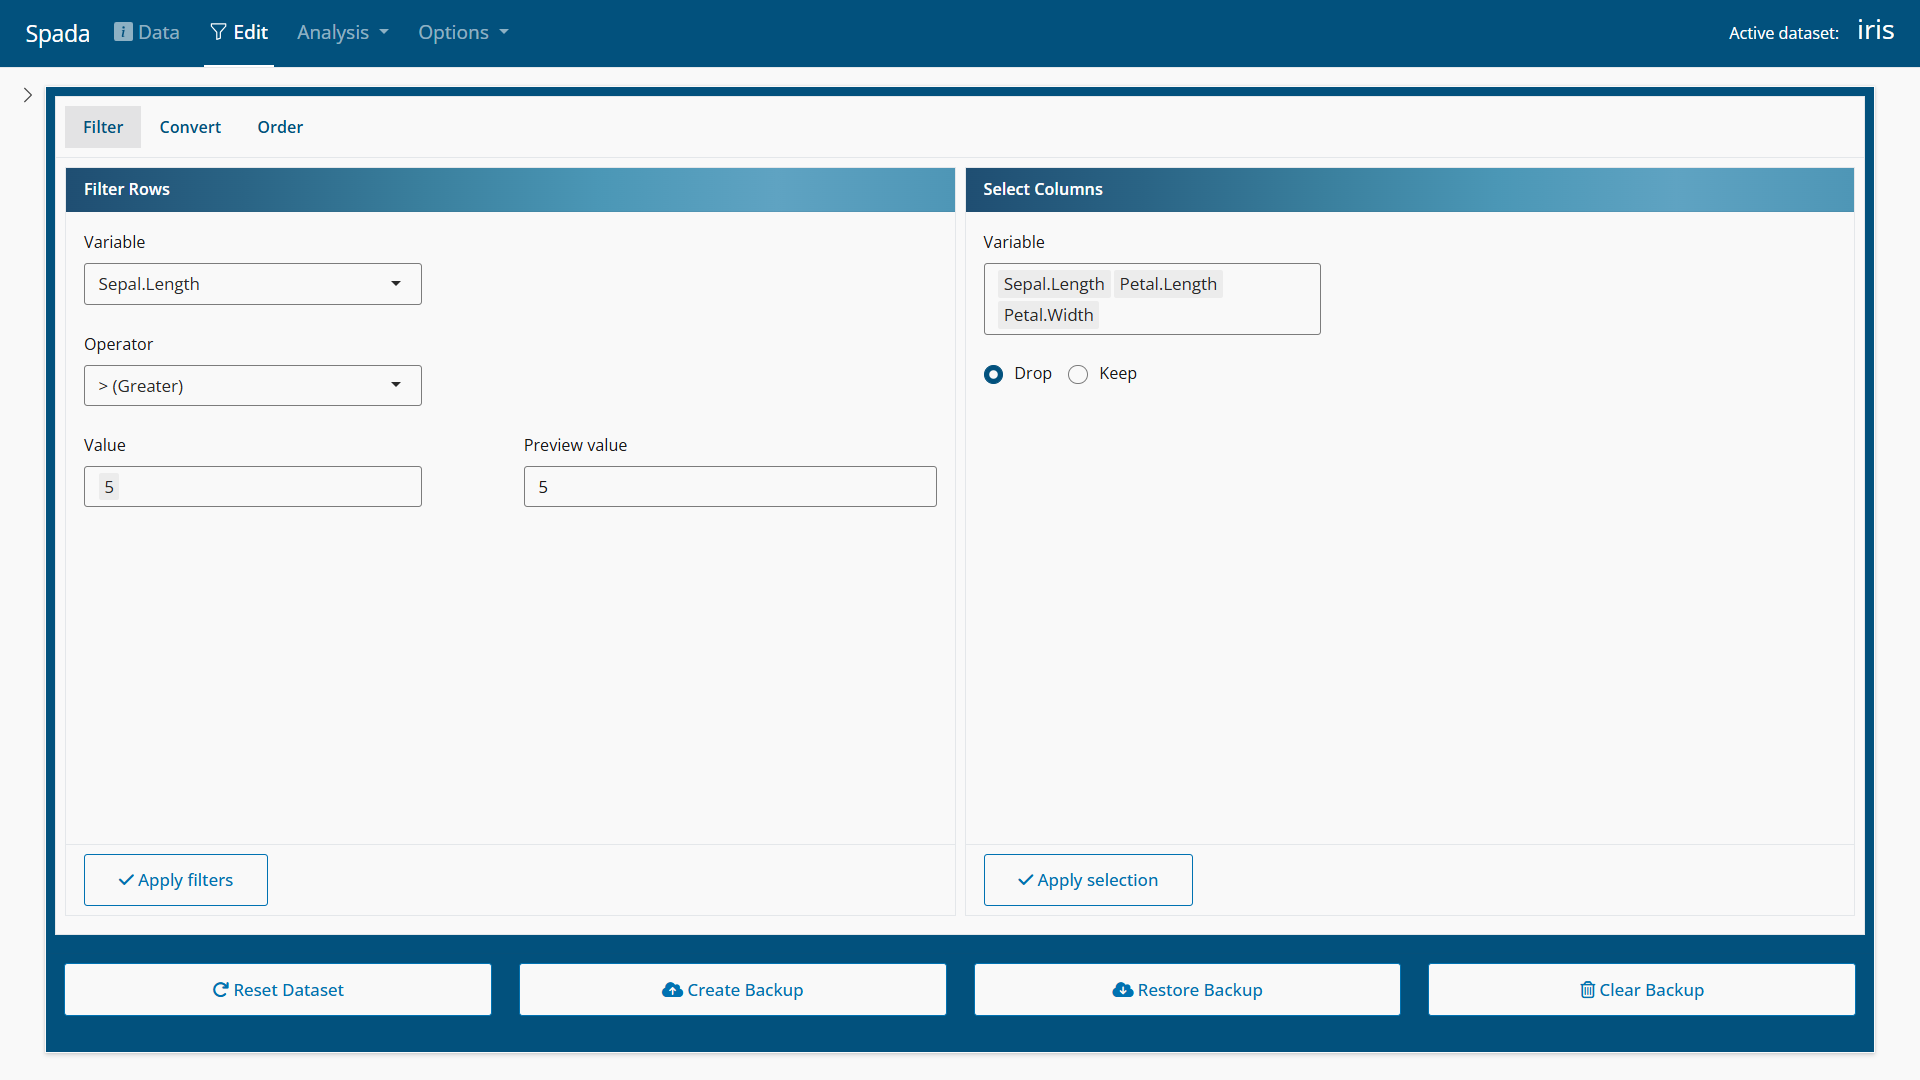 Spada Data Edit Analysis Options Active dataset: iris
Filter Convert Order
Filter Rows
Variable
Sepal.Length
Operator
> (Greater)
Value Preview value
5 5
Apply filters
Select Columns
Variable
Sepal.Length Petal.Length
Petal.Width
Drop Keep
Apply selection
Reset Dataset Create Backup Restore Backup Clear Backup